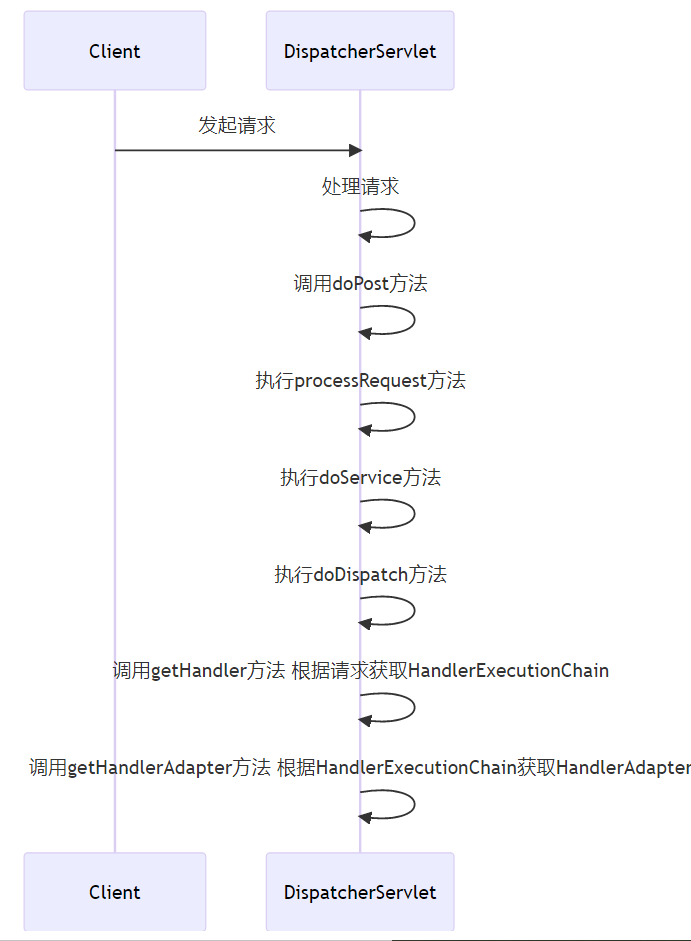 Client
DispatcherServlet
发起请求
处理请求
调用doPost方法
执行processRequest方法
执行doService方法
执行doDispatch方法
调用getHandler方法 根据请求获取HandlerExecutionChain
调用getHandlerAdapter方法 根据HandlerExecutionChain获取HandlerAdapter
Client
DispatcherServlet